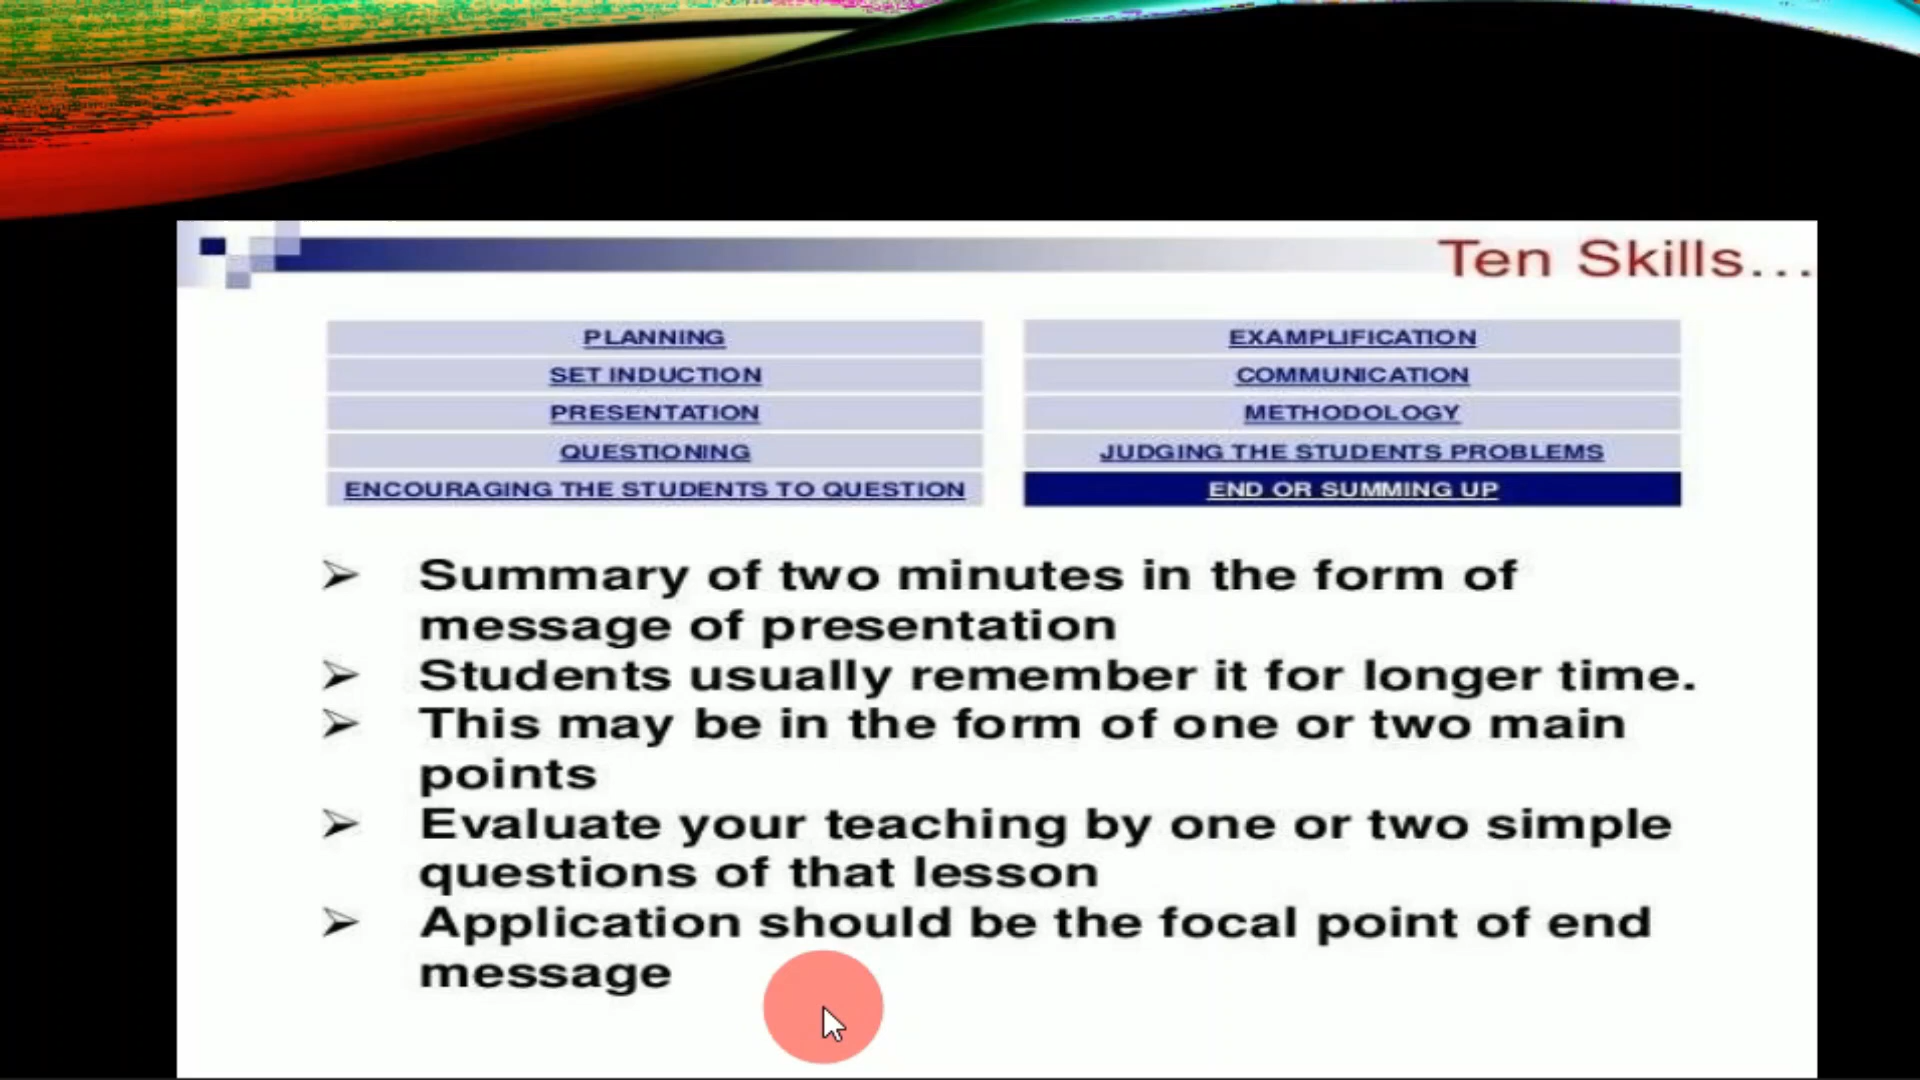 Ten Skills...
PLANNING
SET INDUCTION
PRESENTATION
QUESTIONING
ENCOURAGING THE STUDENTS TO QUESTION
EXAMPLIFICATION
COMMUNICATION
METHODOLOGY
JUDGING THE STUDENTS PROBLEMS
END OR SUMMING UP
➢ Summary of two minutes in the form of
message of presentation
➢ Students usually remember it for longer time.
➢ This may be in the form of one or two main
points
➢ Evaluate your teaching by one or two simple
questions of that lesson
➢ Application should be the focal point of end
message